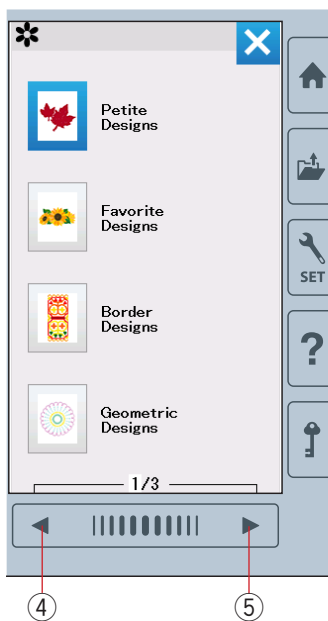 Petite
Designs
Favorite
Designs
Border
Designs
Geometric
Designs
1/3
SET
?
④
⑤